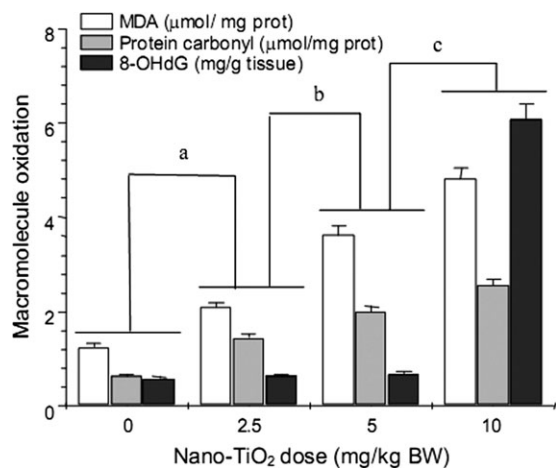 MDA (μmol/ mg prot)
Protein carbonyl (μmol/mg prot)
8-OHdG (mg/g tissue)
Macromolecule oxidation
8
6
4
2
0
a
b
c
0 2.5 5 10
Nano-TiO₂ dose (mg/kg BW)